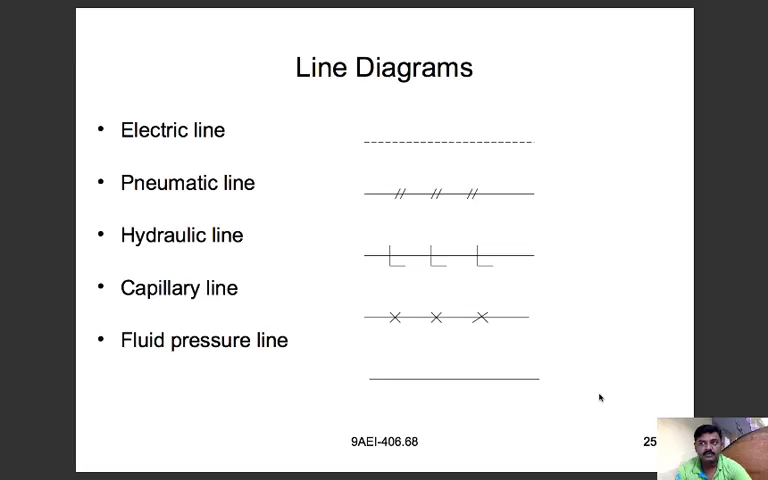 Line Diagrams
• Electric line
• Pneumatic line
• Hydraulic line
• Capillary line
• Fluid pressure line
9AEI-406.68
25